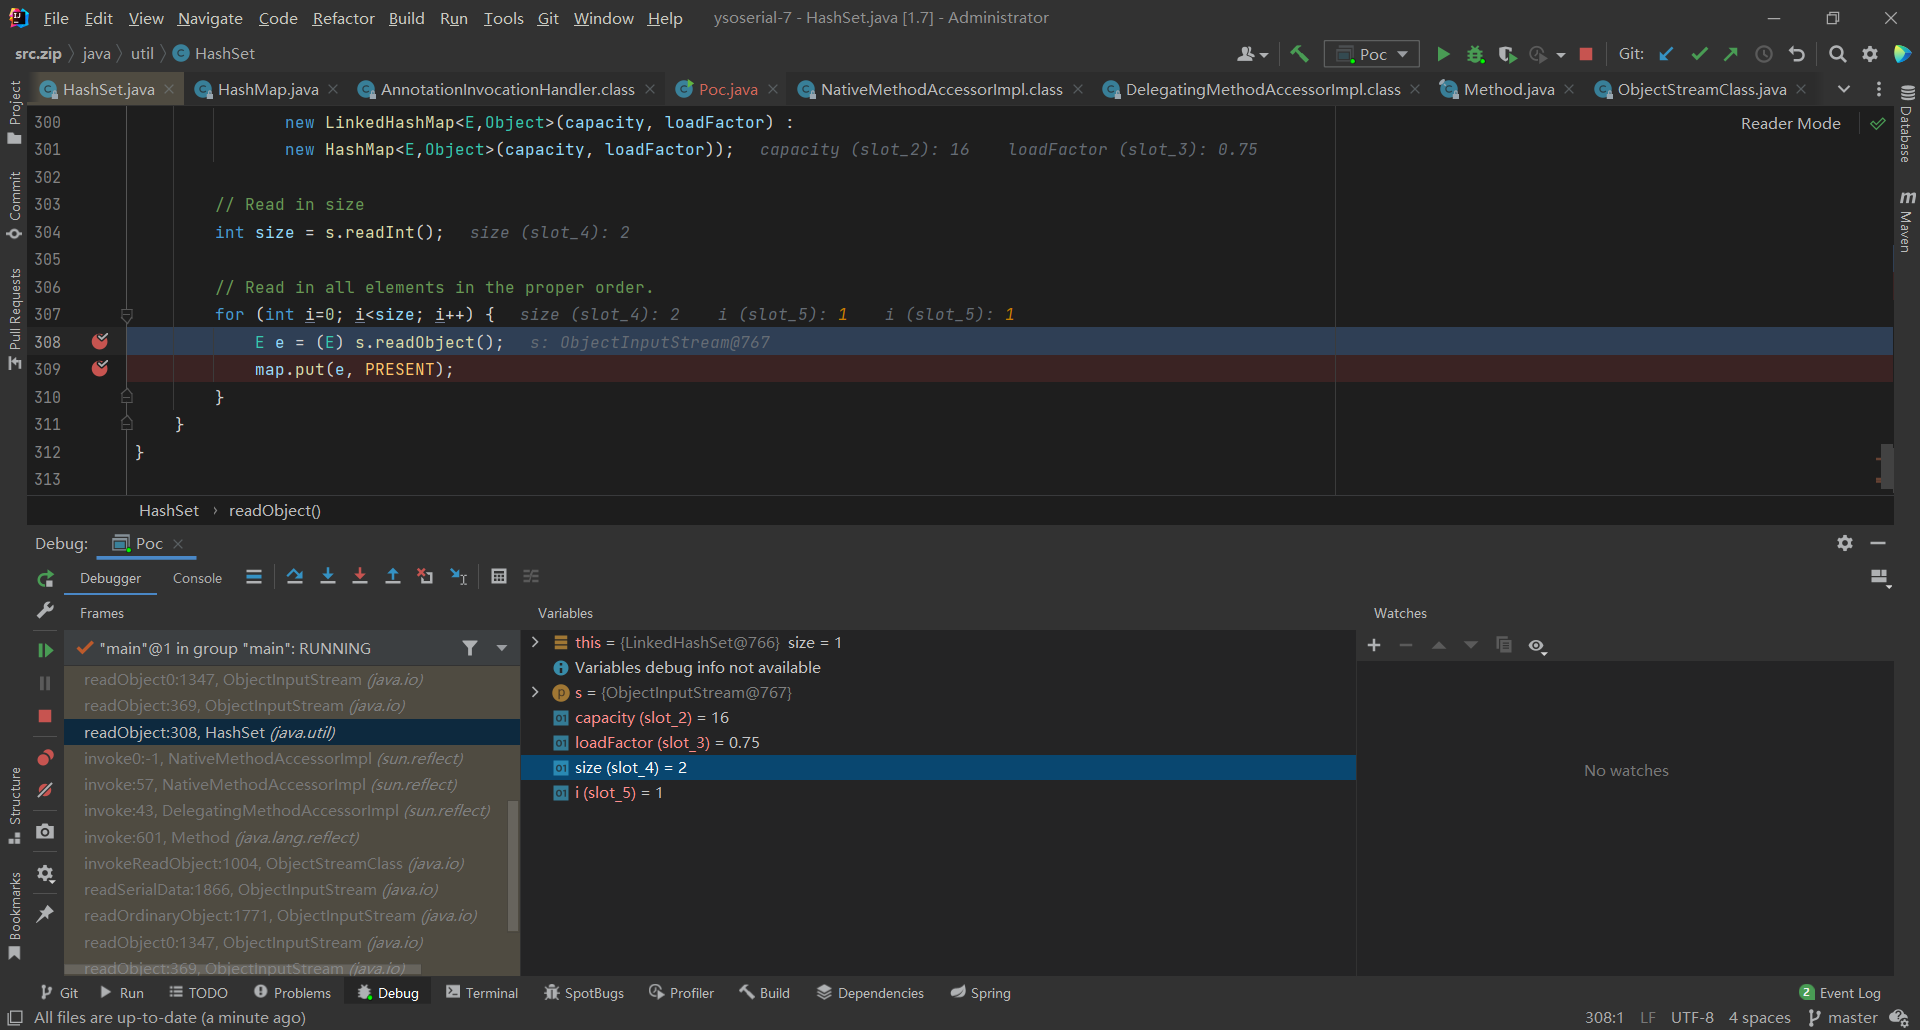 File Edit View Navigate Code Refactor Build Run Tools Git Window Help ysoserial-7 - HashSet.java [1.7] - Administrator
src.zip java util HashSet Poc Git:
HashSet.java HashMap.java AnnotationInvocationHandler.class Poc.java NativeMethodAccessorImpl.class DelegatingMethodAccessorImpl.class Method.java ObjectStreamClass.java
Project
Commit
Pull Requests
Structure
Bookmarks
Database
m Maven
Reader Mode
300 new LinkedHashMap<E,Object>(capacity, loadFactor) :
301 new HashMap<E,Object>(capacity, loadFactor)); capacity (slot_2): 16 loadFactor (slot_3): 0.75
302
303 // Read in size
304 int size = s.readInt(); size (slot_4): 2
305
306 // Read in all elements in the proper order.
307 for (int i=0; i<size; i++) { size (slot_4): 2 i (slot_5): 1 i (slot_5): 1
308 E e = (E) s.readObject(); s: ObjectInputStream@767
309 map.put(e, PRESENT);
310 }
311 }
312 }
313
HashSet › readObject()
Debug: Poc
Debugger Console
Frames
"main"@1 in group "main": RUNNING
readObject0:1347, ObjectInputStream (java.io)
readObject:369, ObjectInputStream (java.io)
readObject:308, HashSet (java.util)
invoke0:-1, NativeMethodAccessorImpl (sun.reflect)
invoke:57, NativeMethodAccessorImpl (sun.reflect)
invoke:43, DelegatingMethodAccessorImpl (sun.reflect)
invoke:601, Method (java.lang.reflect)
invokeReadObject:1004, ObjectStreamClass (java.io)
readSerialData:1866, ObjectInputStream (java.io)
readOrdinaryObject:1771, ObjectInputStream (java.io)
readObject0:1347, ObjectInputStream (java.io)
readObject:369, ObjectInputStream (java.io)
Variables
this = {LinkedHashSet@766} size = 1
Variables debug info not available
p s = {ObjectInputStream@767}
01 capacity (slot_2) = 16
01 loadFactor (slot_3) = 0.75
01 size (slot_4) = 2
01 i (slot_5) = 1
Watches
No watches
Git Run TODO Problems Debug Terminal SpotBugs Profiler Build Dependencies Spring 2 Event Log
All files are up-to-date (a minute ago) 308:1 LF UTF-8 4 spaces master